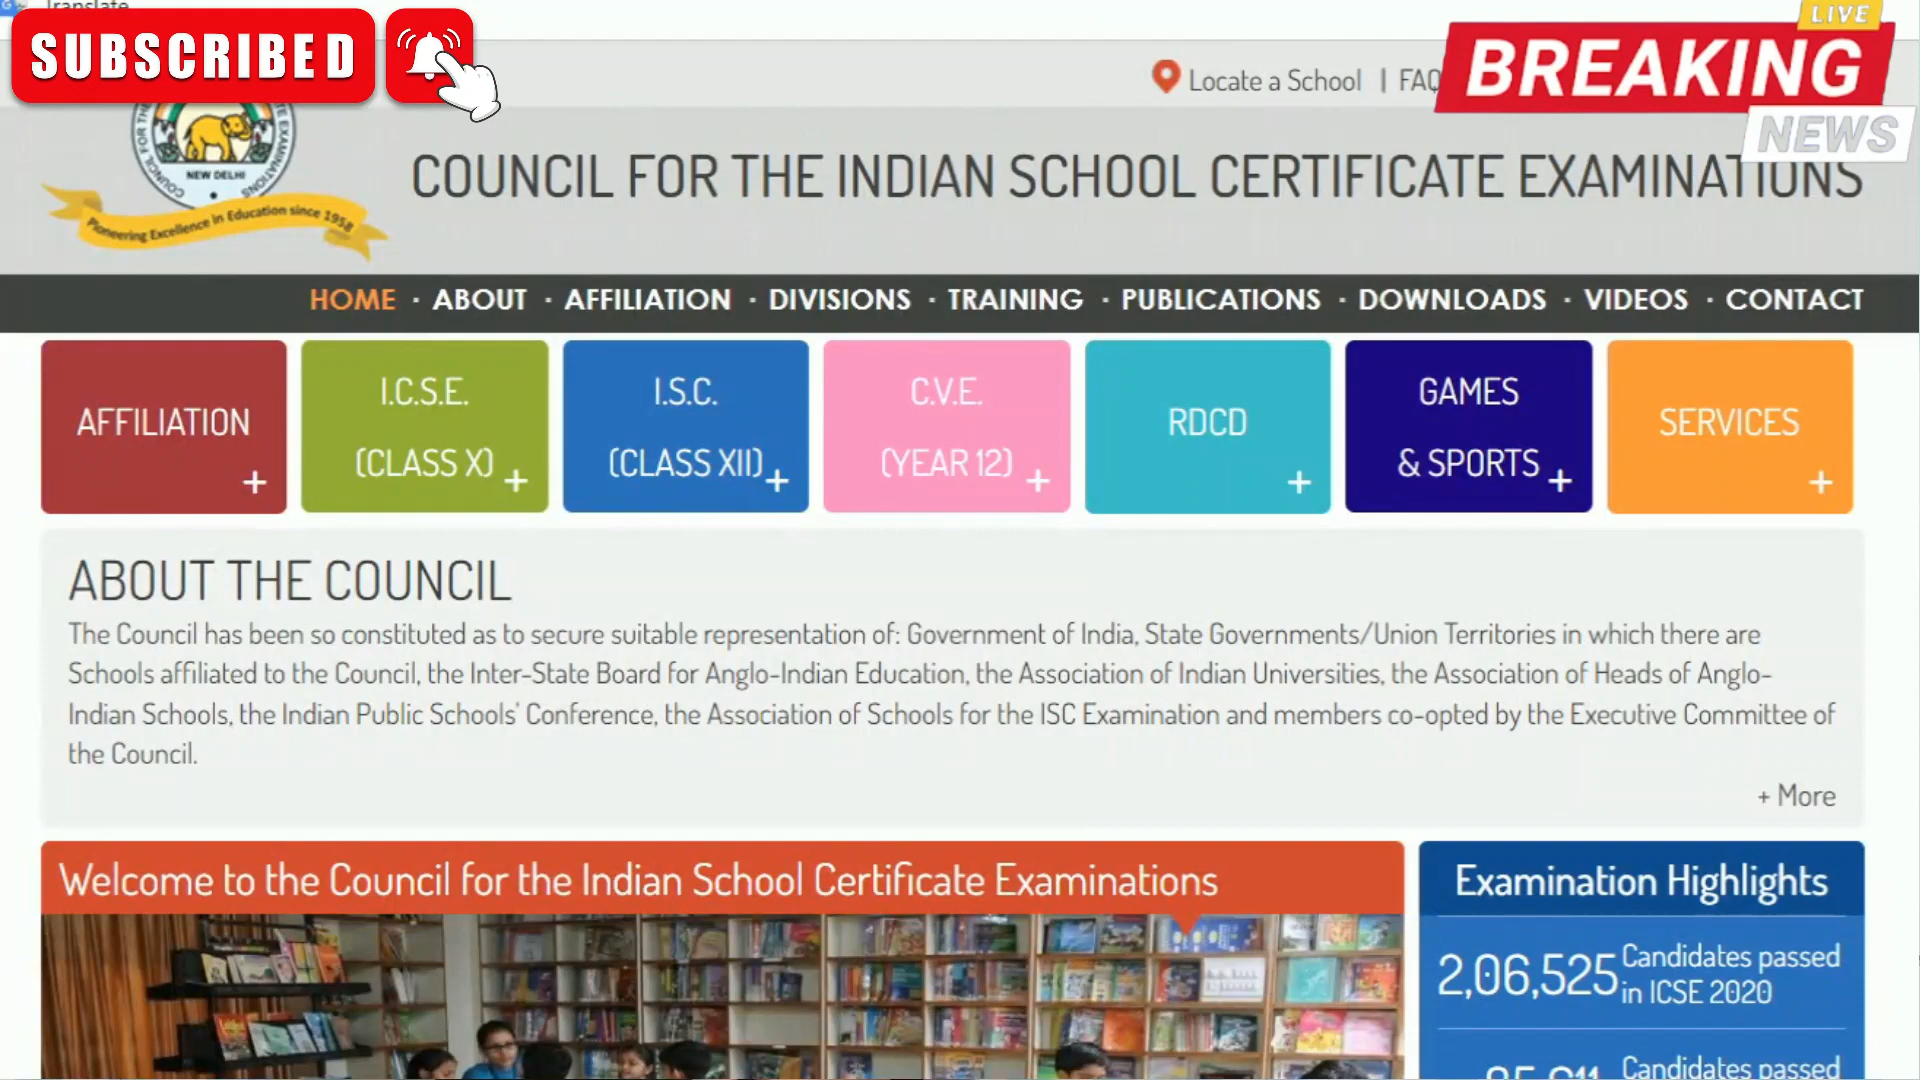 Translate
LIVE
SUBSCRIBED
BREAKING
NEWS
Locate a School | FAQ
COUNCIL FOR THE
EXAMINATIONS
NEW DELHI
Pioneering Excellence in Education since 1958
COUNCIL FOR THE INDIAN SCHOOL CERTIFICATE EXAMINATIONS
HOME · ABOUT · AFFILIATION · DIVISIONS · TRAINING · PUBLICATIONS · DOWNLOADS · VIDEOS · CONTACT
AFFILIATION
+
I.C.S.E.
(CLASS X) +
I.S.C.
(CLASS XII) +
C.V.E.
(YEAR 12) +
RDCD
+
GAMES
& SPORTS +
SERVICES
+
ABOUT THE COUNCIL
The Council has been so constituted as to secure suitable representation of: Government of India, State Governments/Union Territories in which there are
Schools affiliated to the Council, the Inter-State Board for Anglo-Indian Education, the Association of Indian Universities, the Association of Heads of Anglo-
Indian Schools, the Indian Public Schools' Conference, the Association of Schools for the ISC Examination and members co-opted by the Executive Committee of
the Council.
+ More
Welcome to the Council for the Indian School Certificate Examinations
Examination Highlights
2,06,525 Candidates passed
in ICSE 2020
Candidates passed